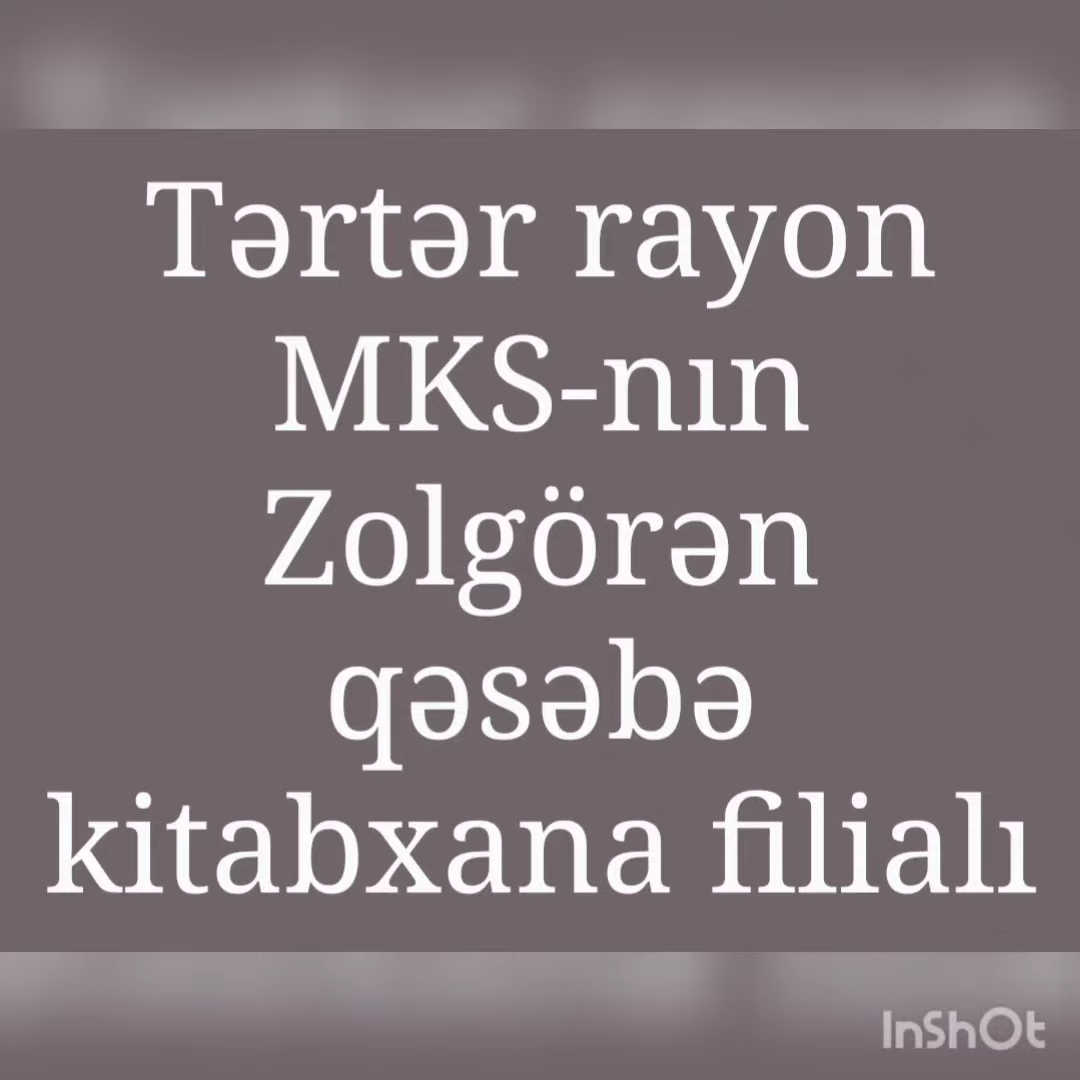 Tərtər rayon
MKS-nın
Zolgörən
qəsəbə
kitabxana filialı
InShOt